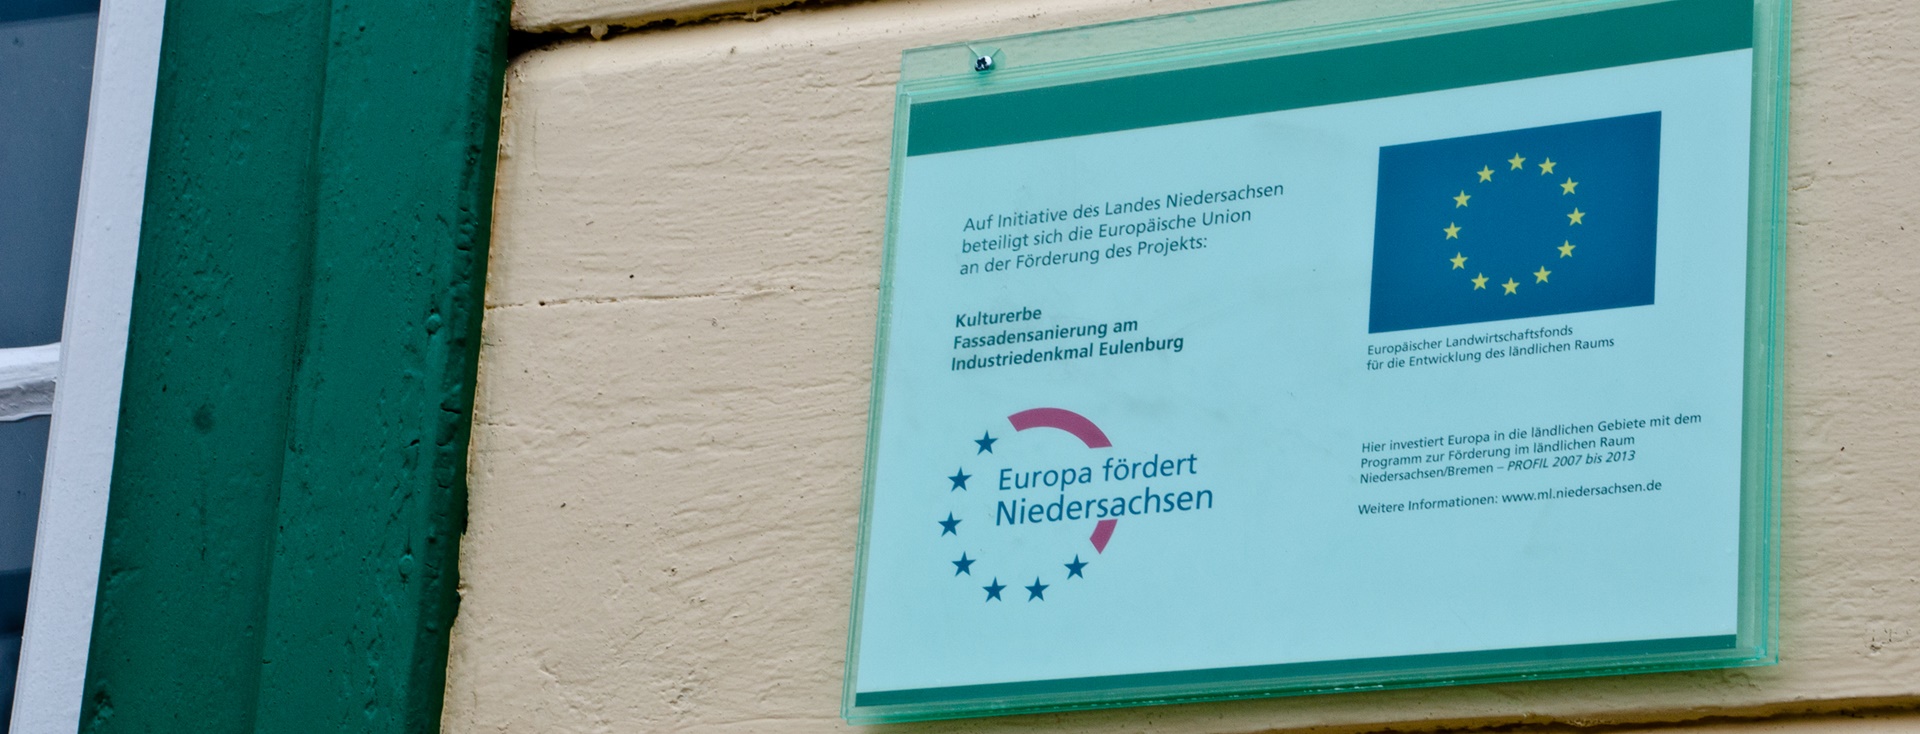 Auf Initiative des Landes Niedersachsen
beteiligt sich die Europäische Union
an der Förderung des Projekts:
Kulturerbe
Fassadensanierung am
Industriedenkmal Eulenburg
Europa fördert
Niedersachsen
Europäischer Landwirtschaftsfonds
für die Entwicklung des ländlichen Raums
Hier investiert Europa in die ländlichen Gebiete mit dem
Programm zur Förderung im ländlichen Raum
Niedersachsen/Bremen – PROFIL 2007 bis 2013
Weitere Informationen: www.ml.niedersachsen.de